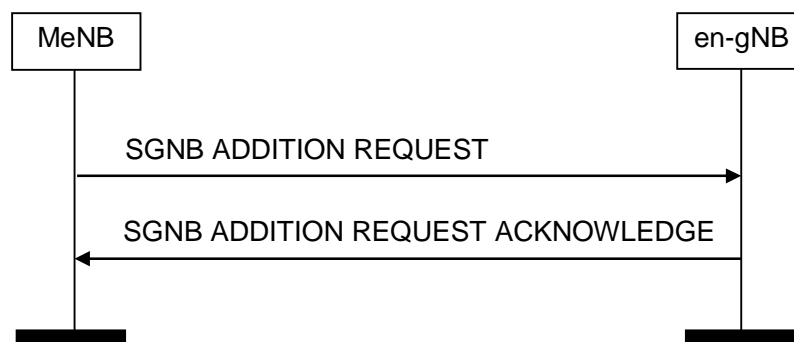 MeNB
en-gNB
SGNB ADDITION REQUEST
SGNB ADDITION REQUEST ACKNOWLEDGE